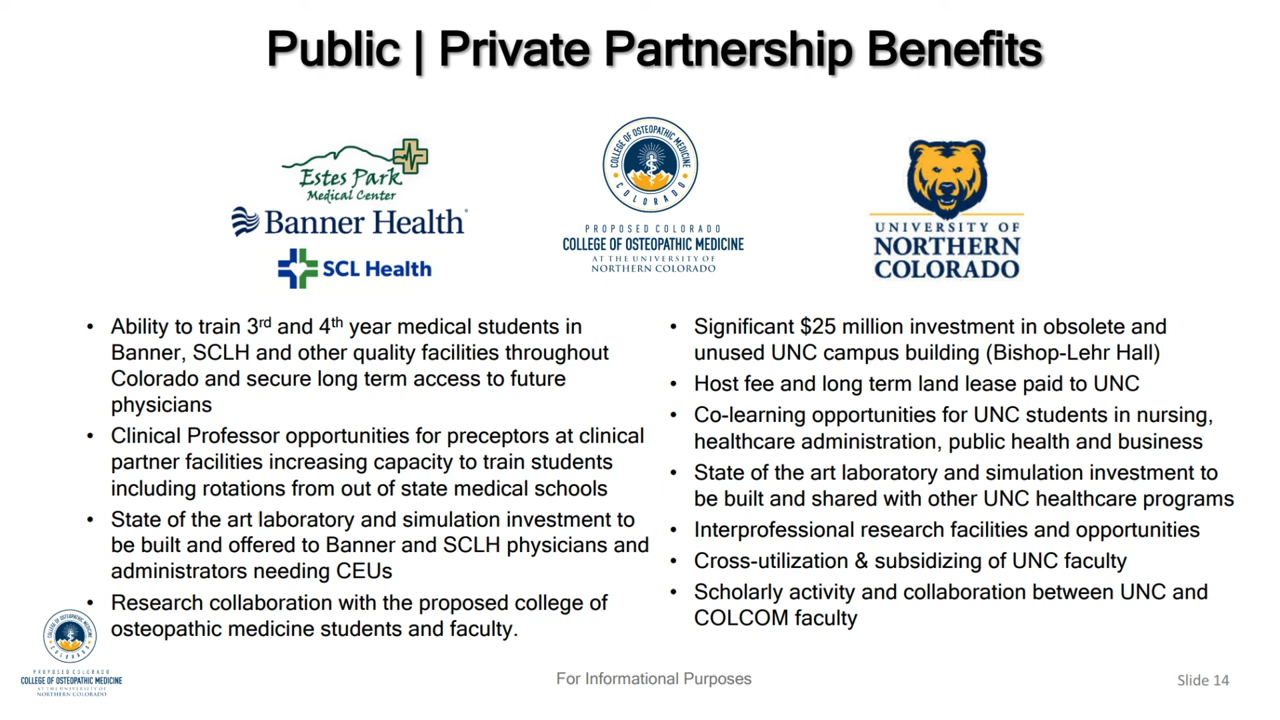 Public | Private Partnership Benefits
Estes Park
Medical Center
Banner Health®
SCL Health
COLLEGE OF OSTEOPATHIC MEDICINE
COLORADO
PROPOSED COLORADO
COLLEGE OF OSTEOPATHIC MEDICINE
AT THE UNIVERSITY OF
NORTHERN COLORADO
UNIVERSITY OF
NORTHERN
COLORADO
• Ability to train 3rd and 4th year medical students in
Banner, SCLH and other quality facilities throughout
Colorado and secure long term access to future
physicians
• Clinical Professor opportunities for preceptors at clinical
partner facilities increasing capacity to train students
including rotations from out of state medical schools
• State of the art laboratory and simulation investment to
be built and offered to Banner and SCLH physicians and
administrators needing CEUs
• Research collaboration with the proposed college of
osteopathic medicine students and faculty.
• Significant $25 million investment in obsolete and
unused UNC campus building (Bishop-Lehr Hall)
• Host fee and long term land lease paid to UNC
• Co-learning opportunities for UNC students in nursing,
healthcare administration, public health and business
• State of the art laboratory and simulation investment to
be built and shared with other UNC healthcare programs
• Interprofessional research facilities and opportunities
• Cross-utilization & subsidizing of UNC faculty
• Scholarly activity and collaboration between UNC and
COLCOM faculty
COLLEGE OF OSTEOPATHIC MEDICINE
COLORADO
PROPOSED COLORADO
COLLEGE OF OSTEOPATHIC MEDICINE
AT THE UNIVERSITY OF
NORTHERN COLORADO
For Informational Purposes
Slide 14